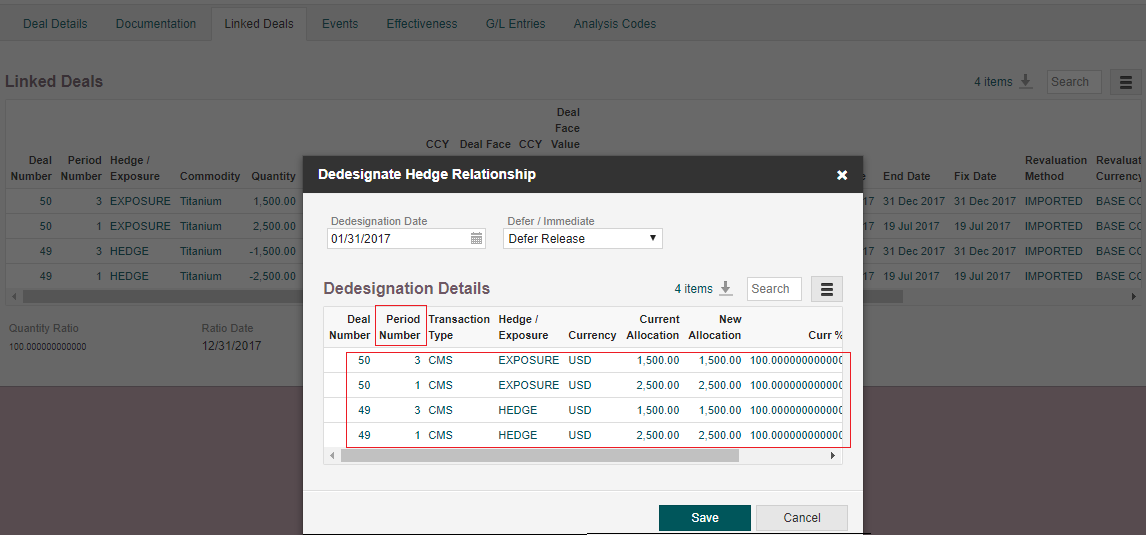 Deal Details Documentation Linked Deals Events Effectiveness G/L Entries Analysis Codes
Linked Deals 4 items Search
Deal
Face
CCY Deal Face CCY Value
Deal Period Hedge / Revaluation Revaluat
Number Number Exposure Commodity Quantity End Date Fix Date Method Currency
50 3 EXPOSURE Titanium 1,500.00 17 31 Dec 2017 31 Dec 2017 IMPORTED BASE CC
50 1 EXPOSURE Titanium 2,500.00 17 19 Jul 2017 19 Jul 2017 IMPORTED BASE CC
49 3 HEDGE Titanium -1,500.00 17 31 Dec 2017 31 Dec 2017 IMPORTED BASE CC
49 1 HEDGE Titanium -2,500.00 17 19 Jul 2017 19 Jul 2017 IMPORTED BASE CC
Quantity Ratio Ratio Date
100.000000000000 12/31/2017
Dedesignate Hedge Relationship
Dedesignation Date Defer / Immediate
01/31/2017 Defer Release
Dedesignation Details 4 items Search
Deal Period Transaction Hedge / Current New
Number Number Type Exposure Currency Allocation Allocation Curr %
50 3 CMS EXPOSURE USD 1,500.00 1,500.00 100.000000000000
50 1 CMS EXPOSURE USD 2,500.00 2,500.00 100.000000000000
49 3 CMS HEDGE USD 1,500.00 1,500.00 100.000000000000
49 1 CMS HEDGE USD 2,500.00 2,500.00 100.000000000000
Save Cancel